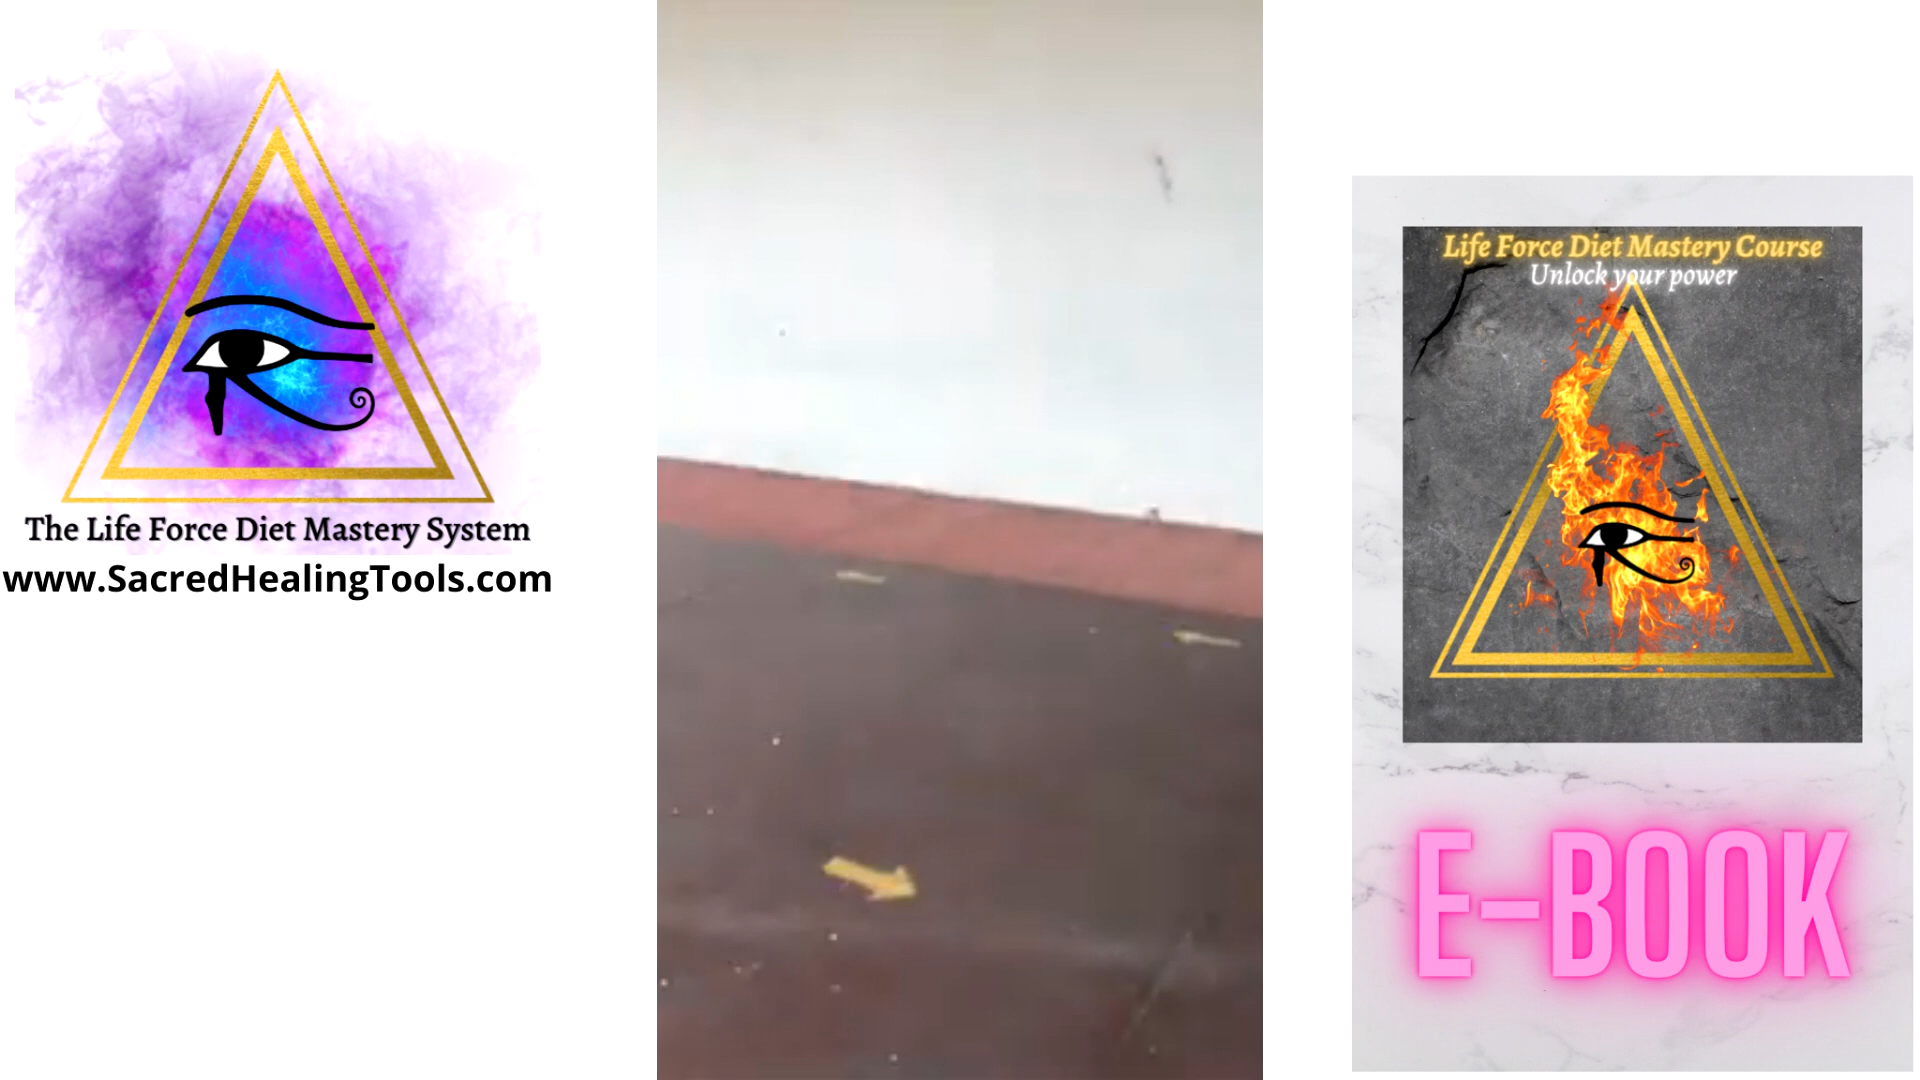 The Life Force Diet Mastery System
www.SacredHealingTools.com
Life Force Diet Mastery Course
Unlock your power
E-BOOK